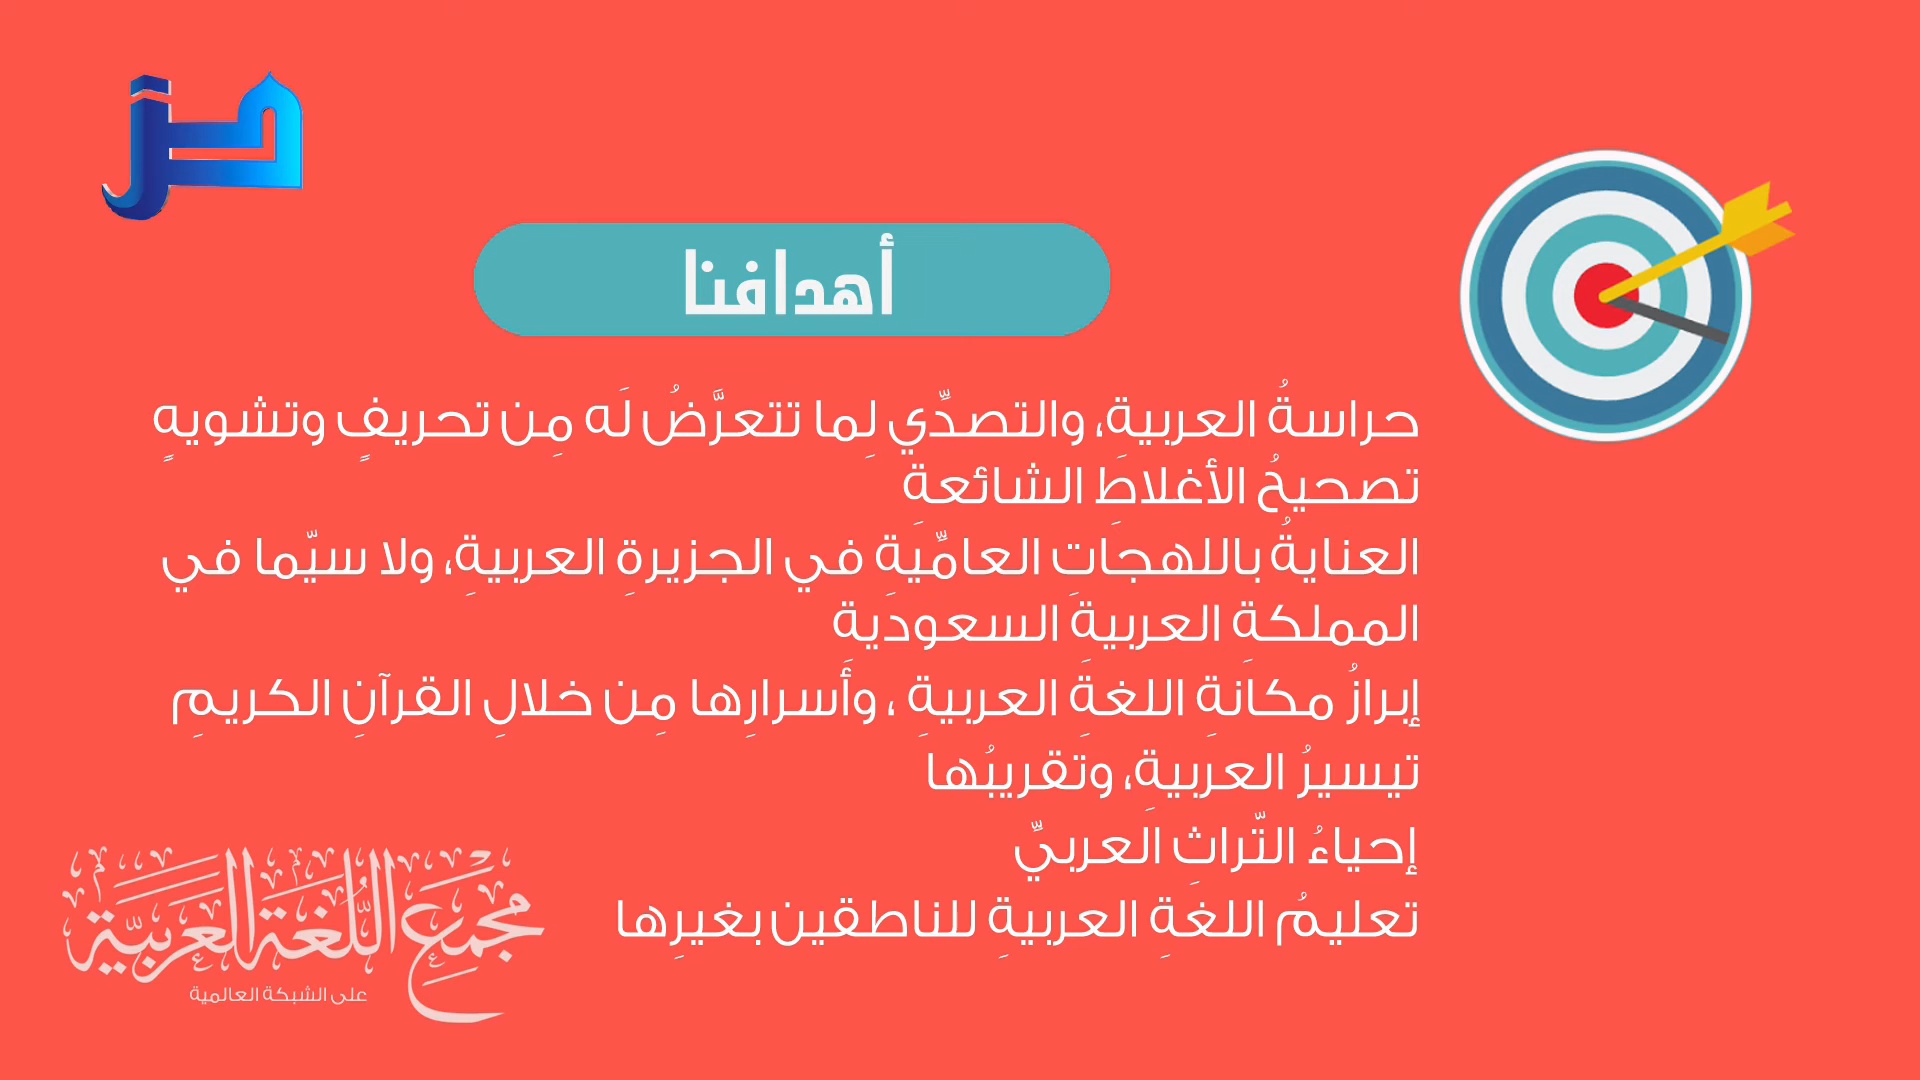 أهدافنا
حراسةُ العربيةِ، والتصدِّي لِما تتعرَّضُ لَه مِن تحريفٍ وتشويهٍ
تصحيحُ الأغلاطِ الشائعةِ
العنايةُ باللهجاتِ العامِّيةِ في الجزيرةِ العربيةِ، ولا سيّما في
المملكةِ العربيةِ السعوديةِ
إبرازُ مكانةِ اللغةِ العربيةِ ، وأسرارِها مِن خلالِ القرآنِ الكريمِ
تيسيرُ العربيةِ، وتقريبُها
إحياءُ التّراثِ العربيِّ
تعليمُ اللغةِ العربيةِ للناطقين بغيرِها
مجمع اللغة العربية
على الشبكة العالمية